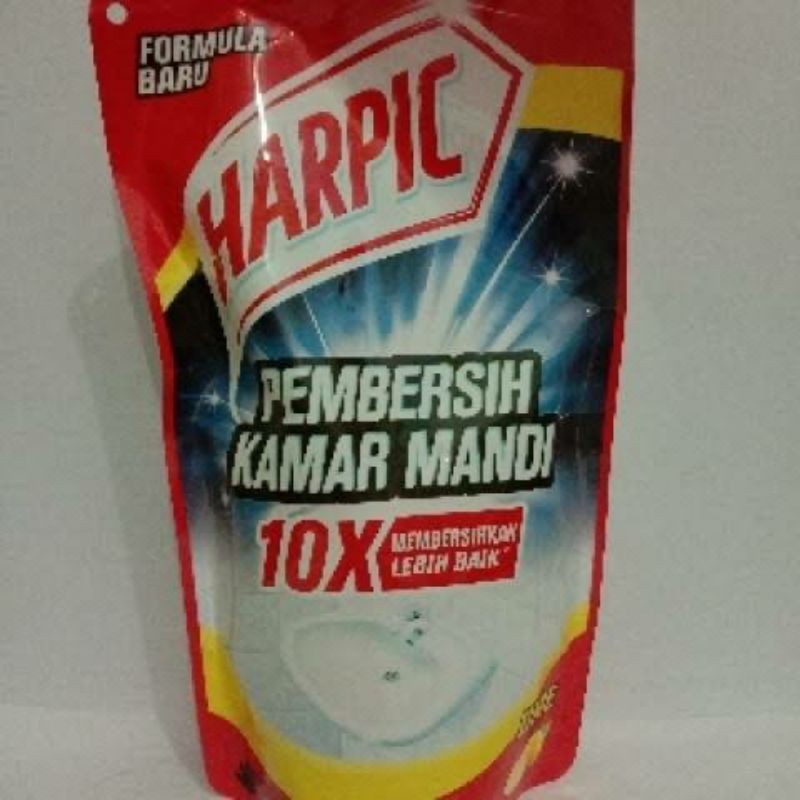 FORMULA
BARU
HARPIC
PEMBERSIH
KAMAR MANDI
10X
MEMBERSIHKAN
LEBIH BAIK*